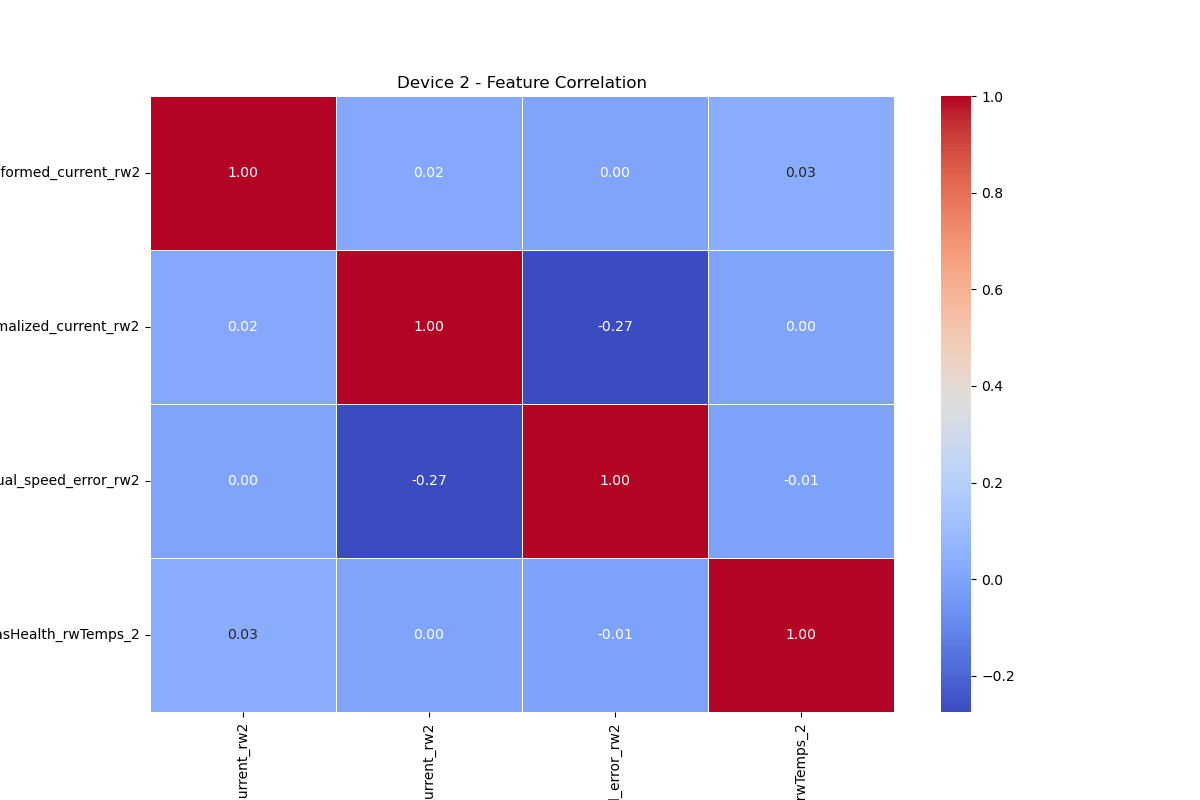 Device 2 - Feature Correlation
formed_current_rw2 1.00 0.02 0.00 0.03
malized_current_rw2 0.02 1.00 -0.27 0.00
ual_speed_error_rw2 0.00 -0.27 1.00 -0.01
asHealth_rwTemps_2 0.03 0.00 -0.01 1.00
urrent_rw2
urrent_rw2
d_error_rw2
rwTemps_2
1.0
0.8
0.6
0.4
0.2
0.0
−0.2